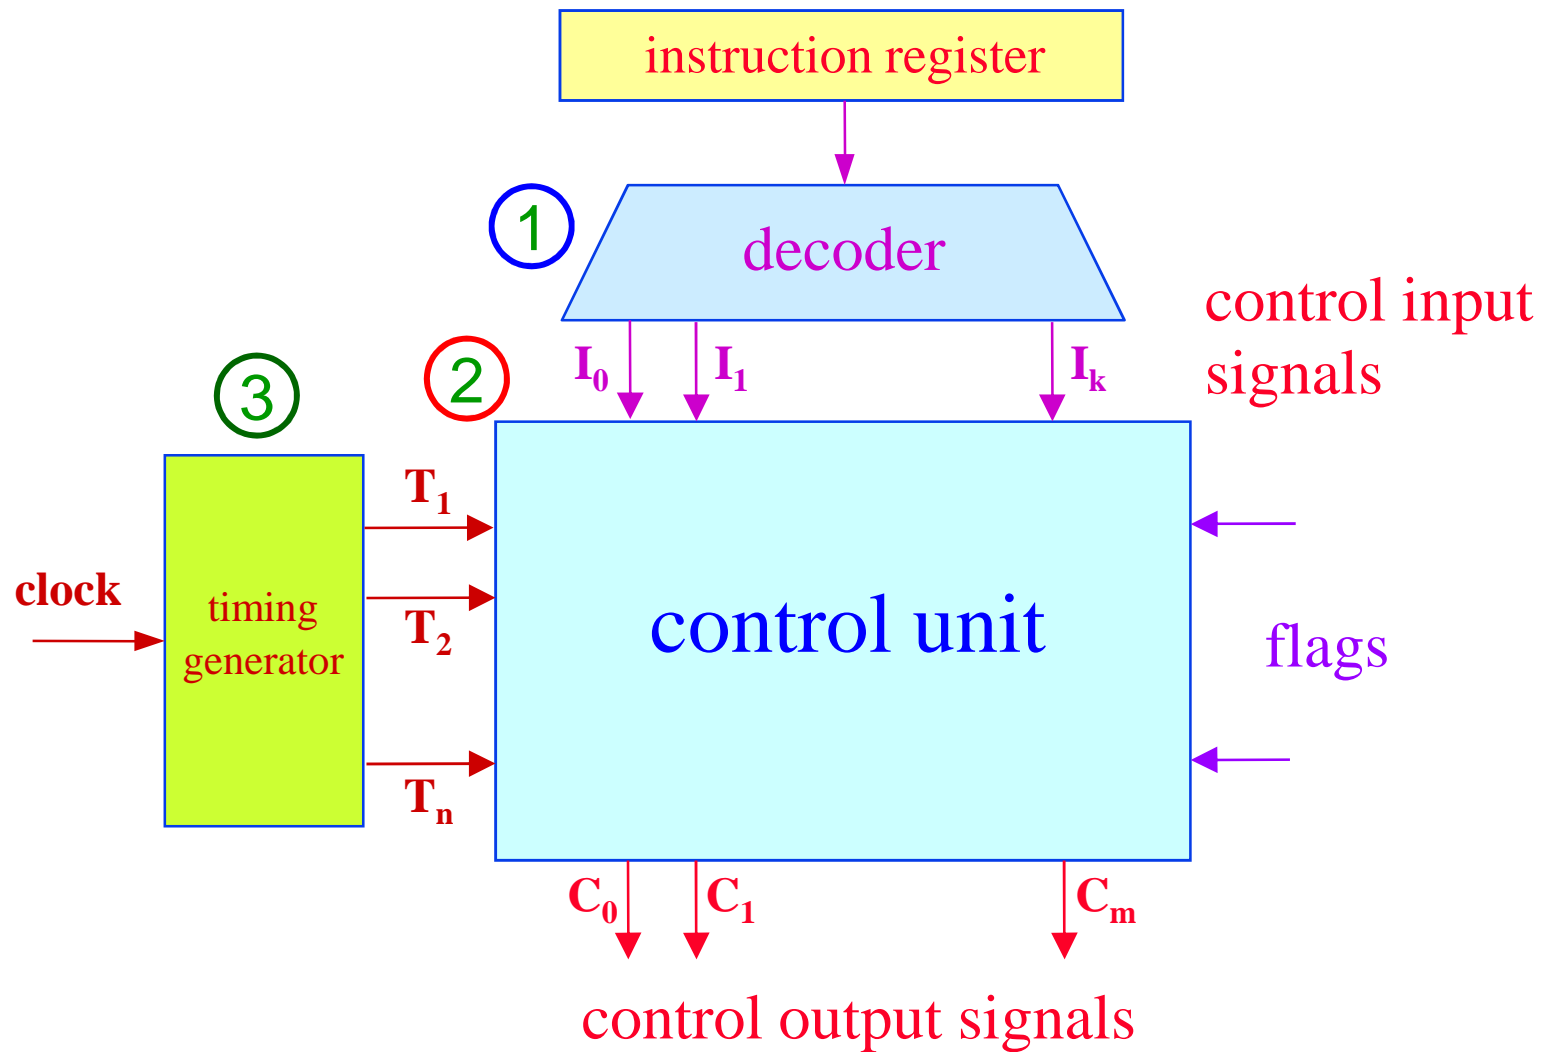 instruction register
1
decoder
control input
signals
I0
I1
Ik
2
3
T1
clock
timing
generator
T2
control unit
flags
Tn
C0
C1
Cm
control output signals